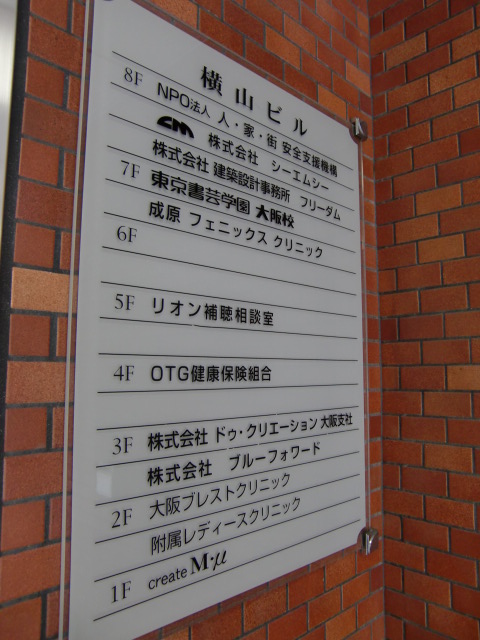 横山ビル
8F NPO法人 人・家・街 安全支援機構
CM 株式会社 シーエムシー
株式会社 建築設計事務所 フリーダム
7F 東京書芸学園 大阪校
成原 フェニックス クリニック
6F
5F リオン補聴相談室
4F OTG健康保険組合
3F 株式会社 ドゥ・クリエーション 大阪支社
株式会社 ブルーフォワード
2F 大阪ブレストクリニック
附属レディースクリニック
1F create M・μ